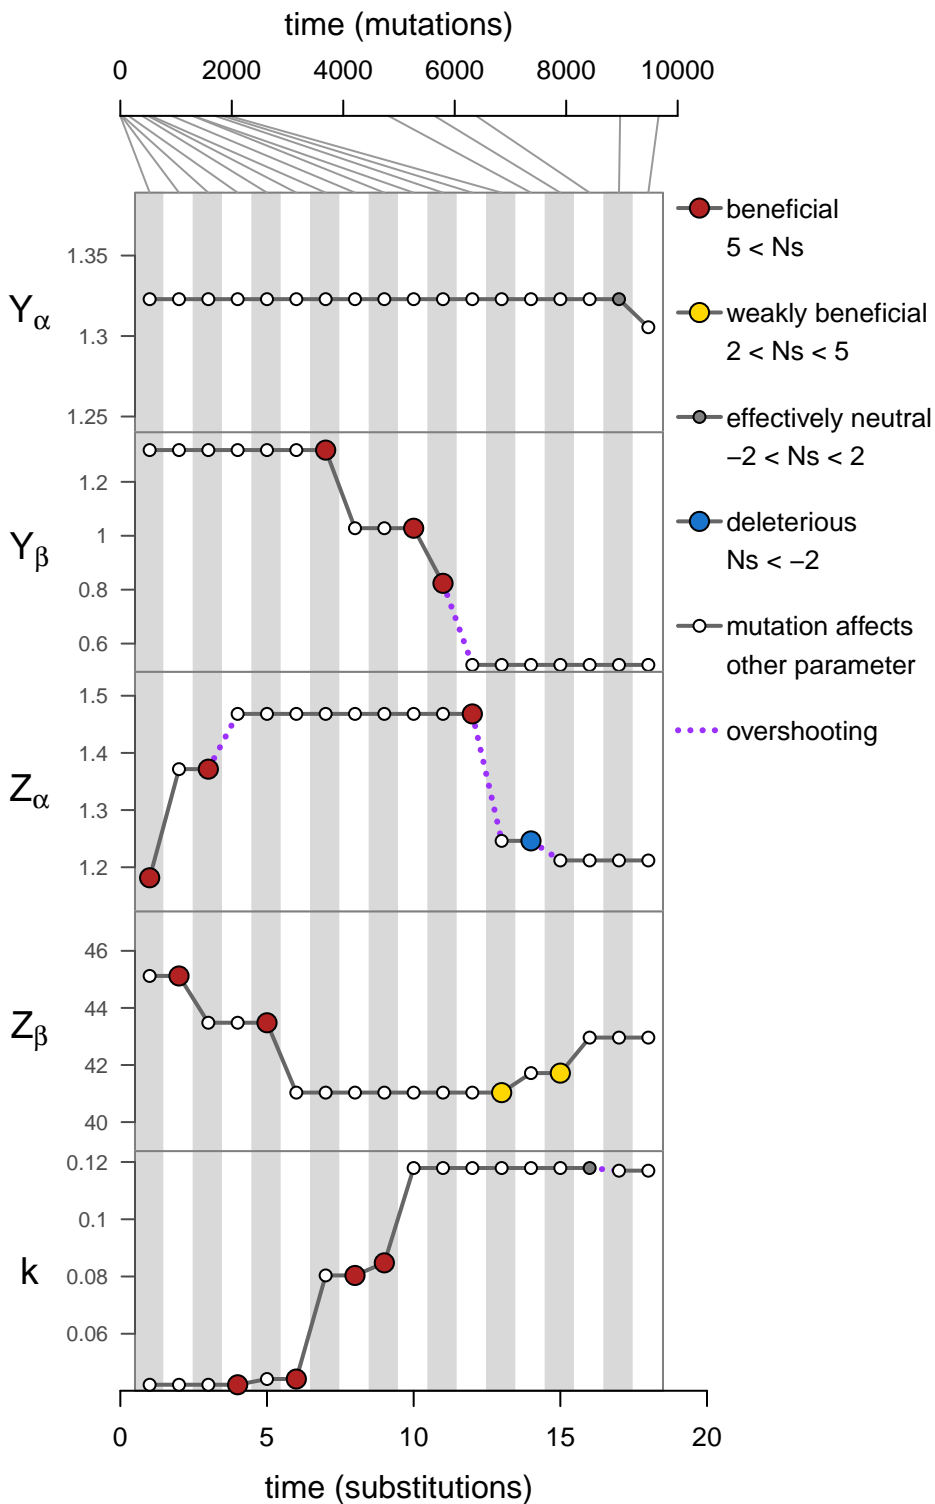 time (mutations)
0 2000 4000 6000 8000 10000
beneficial
5 < Ns
weakly beneficial
2 < Ns < 5
effectively neutral
−2 < Ns < 2
deleterious
Ns < −2
mutation affects
other parameter
overshooting
Yα
1.35
1.3
1.25
Yβ
1.2
1
0.8
0.6
Zα
1.5
1.4
1.3
1.2
Zβ
46
44
42
40
k
0.12
0.1
0.08
0.06
0 5 10 15 20
time (substitutions)